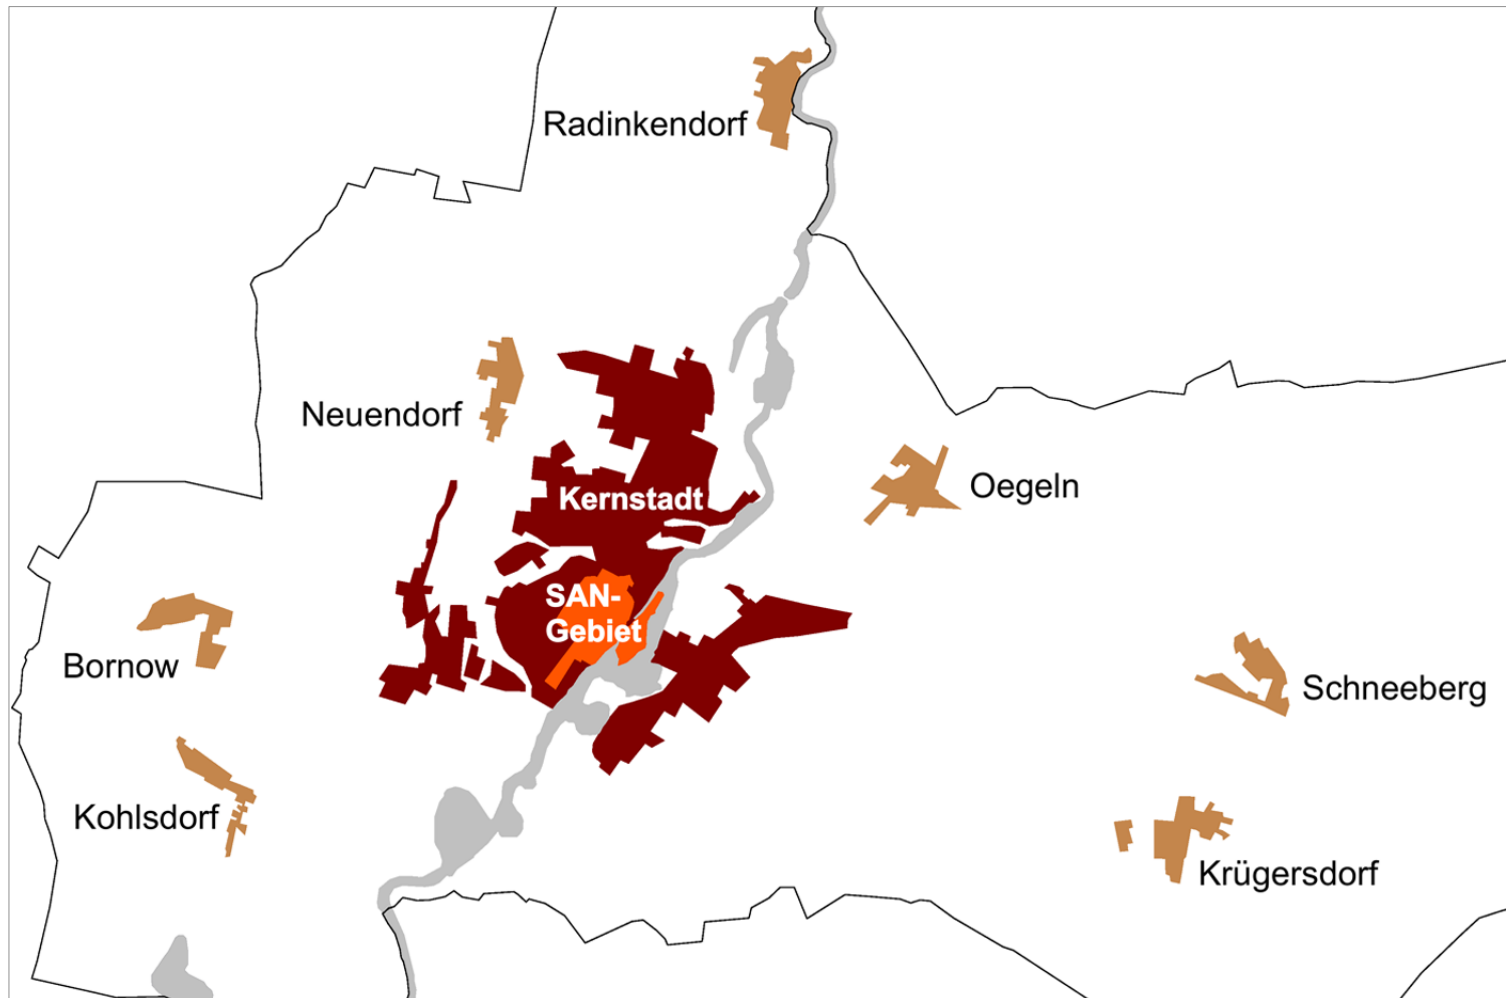 Radinkendorf
Neuendorf
Oegeln
Kernstadt
SAN-
Gebiet
Bornow
Schneeberg
Kohlsdorf
Krügersdorf